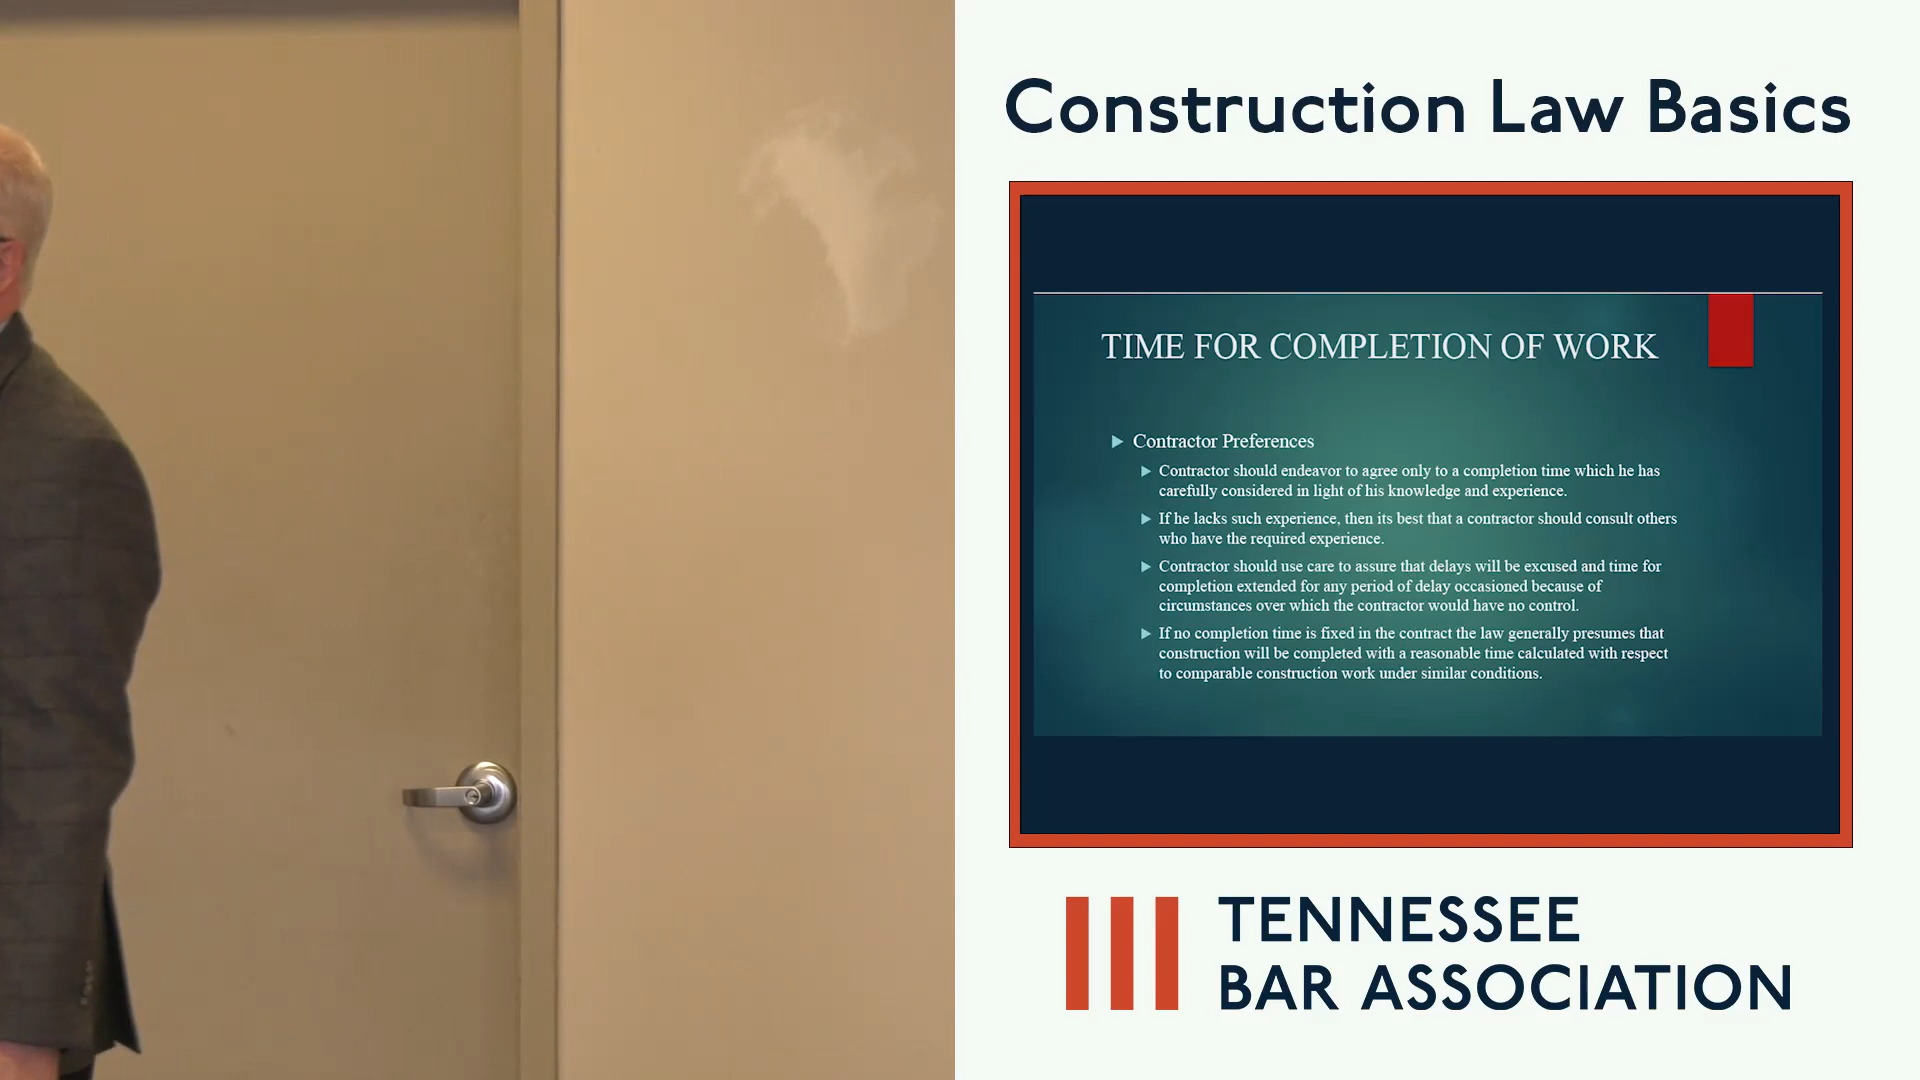 Construction Law Basics
TIME FOR COMPLETION OF WORK
Contractor Preferences
Contractor should endeavor to agree only to a completion time which he has
carefully considered in light of his knowledge and experience.
If he lacks such experience, then its best that a contractor should consult others
who have the required experience.
Contractor should use care to assure that delays will be excused and time for
completion extended for any period of delay occasioned because of
circumstances over which the contractor would have no control.
If no completion time is fixed in the contract the law generally presumes that
construction will be completed with a reasonable time calculated with respect
to comparable construction work under similar conditions.
TENNESSEE
BAR ASSOCIATION